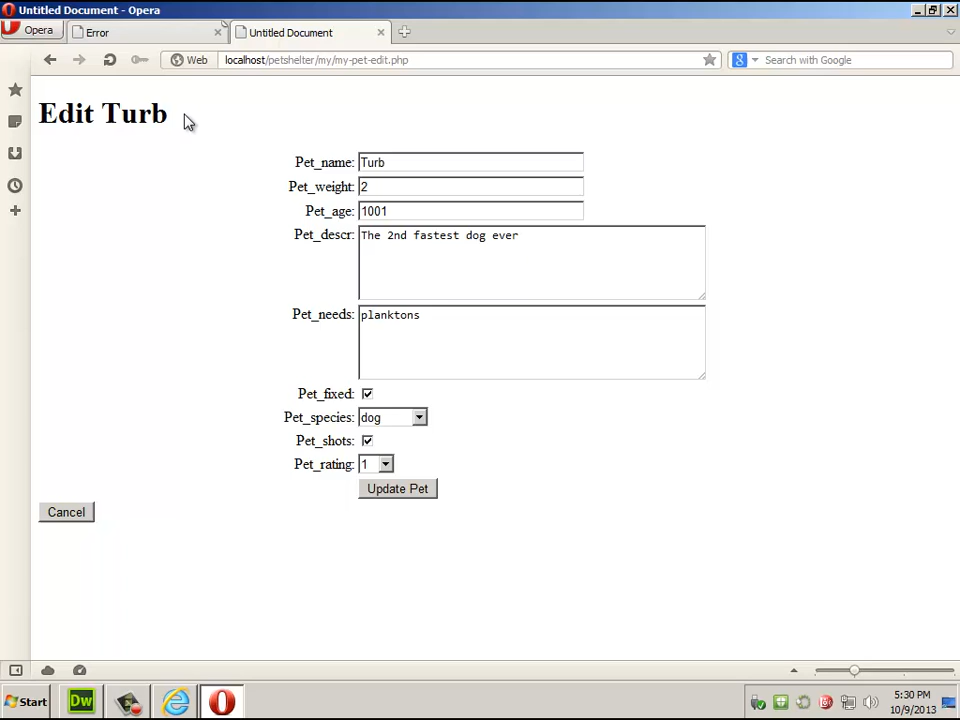 Untitled Document - Opera
Opera
Error
Untitled Document
Web
localhost/petshelter/my/my-pet-edit.php
Search with Google
Edit Turb
Pet_name: Turb
Pet_weight: 2
Pet_age: 1001
Pet_descr: The 2nd fastest dog ever
Pet_needs: planktons
Pet_fixed:
Pet_species: dog
Pet_shots:
Pet_rating: 1
Update Pet
Cancel
Start
Dw
5:30 PM
10/9/2013